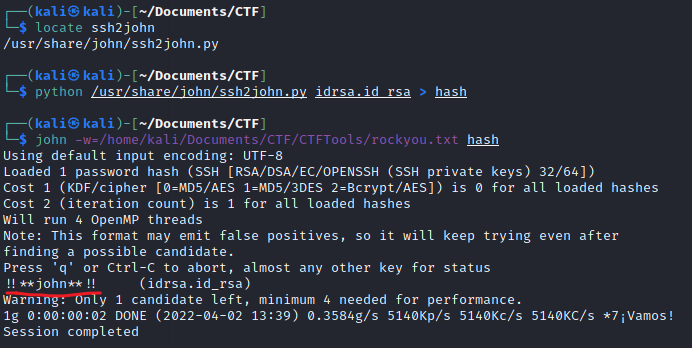 ┌──(kali㉿kali)-[~/Documents/CTF]
└─$ locate ssh2john
/usr/share/john/ssh2john.py
┌──(kali㉿kali)-[~/Documents/CTF]
└─$ python /usr/share/john/ssh2john.py idrsa.id_rsa > hash
┌──(kali㉿kali)-[~/Documents/CTF]
└─$ john -w=/home/kali/Documents/CTF/CTFTools/rockyou.txt hash
Using default input encoding: UTF-8
Loaded 1 password hash (SSH [RSA/DSA/EC/OPENSSH (SSH private keys) 32/64])
Cost 1 (KDF/cipher [0=MD5/AES 1=MD5/3DES 2=Bcrypt/AES]) is 0 for all loaded hashes
Cost 2 (iteration count) is 1 for all loaded hashes
Will run 4 OpenMP threads
Note: This format may emit false positives, so it will keep trying even after
finding a possible candidate.
Press 'q' or Ctrl-C to abort, almost any other key for status
!!**john**!!     (idrsa.id_rsa)
Warning: Only 1 candidate left, minimum 4 needed for performance.
1g 0:00:00:02 DONE (2022-04-02 13:39) 0.3584g/s 5140Kp/s 5140Kc/s 5140KC/s *7¡Vamos!
Session completed